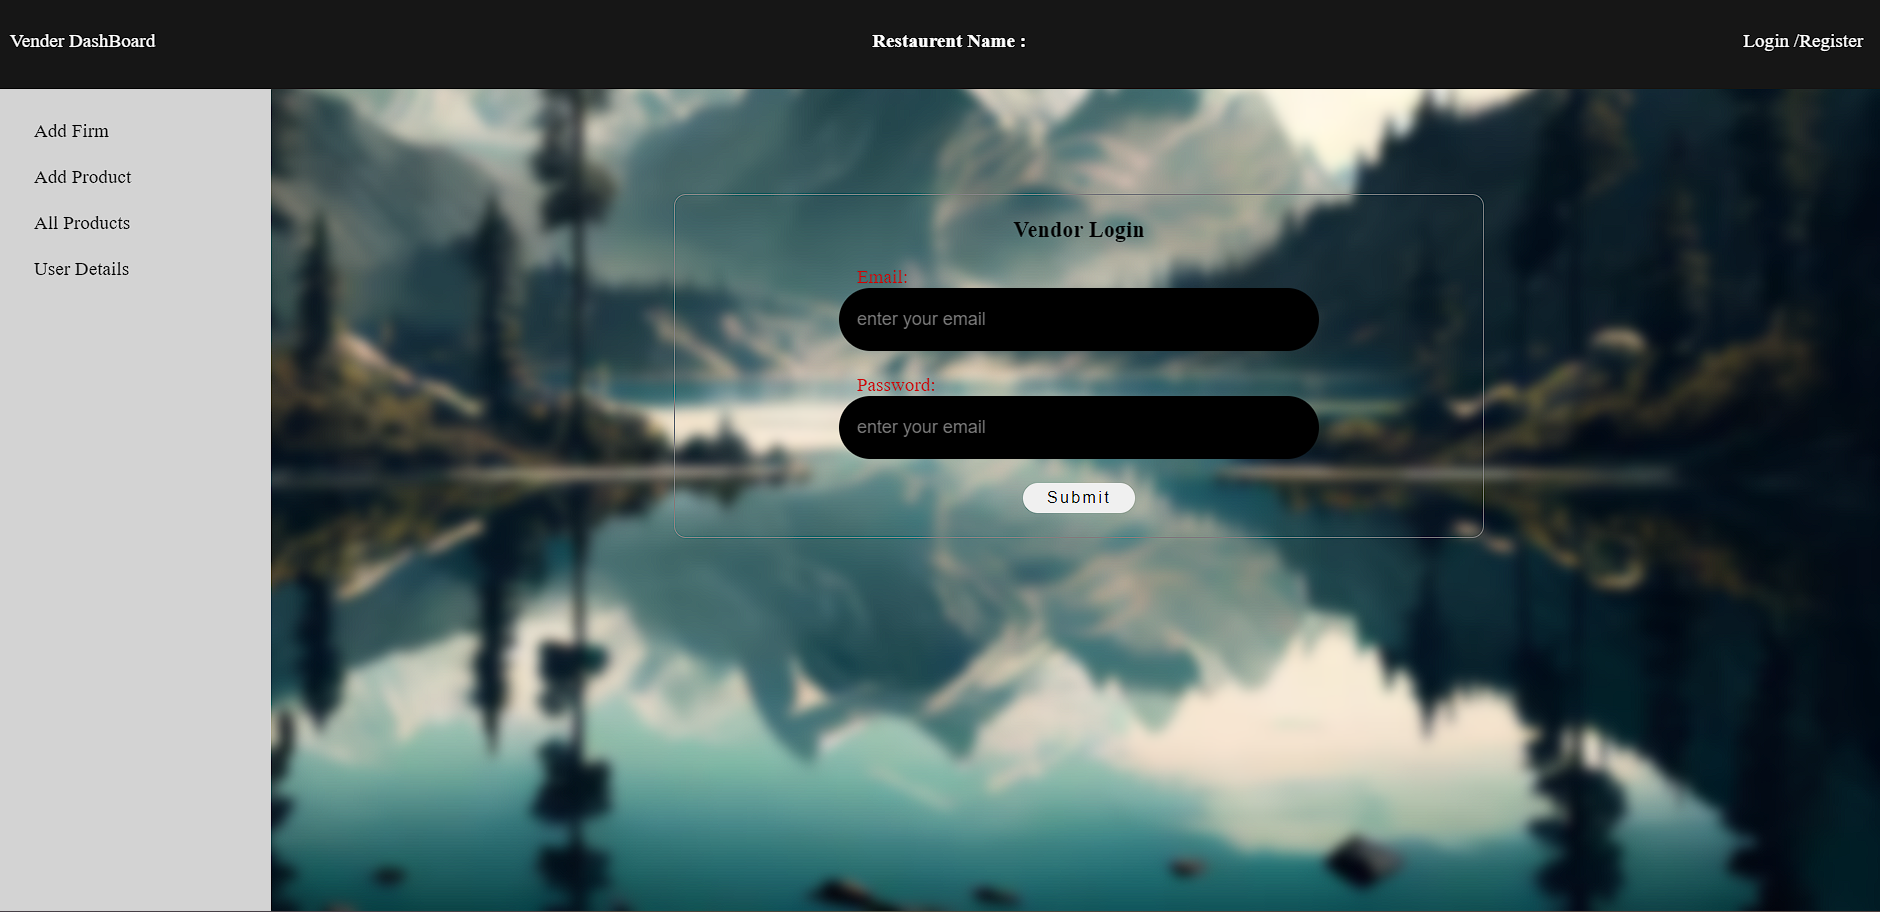 Vender DashBoard
Restaurent Name :
Login /Register
Add Firm
Add Product
All Products
User Details
Vendor Login
Email:
enter your email
Password:
enter your email
Submit